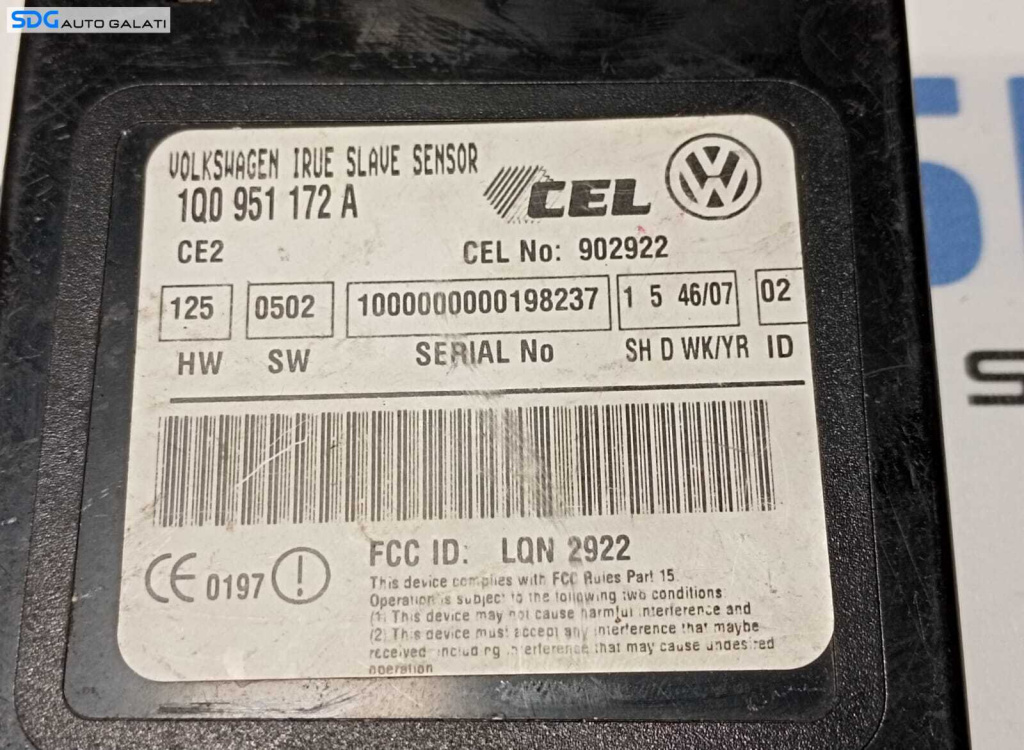 SDG AUTO GALATI
VOLKSWAGEN IRUE SLAVE SENSOR
1Q0 951 172 A
CEL
CE2
CEL No: 902922
125 0502 1000000000198237 1 5 46/07 02
HW SW SERIAL No SH D WK/YR ID
CE 0197
FCC ID: LQN 2922
This device complies with FCC Rules Part 15.
Operation is subject to the following two conditions
(1) This device may not cause harmful interference and
(2) This device must accept any interference that maybe
received including interference that may cause undesired
operation